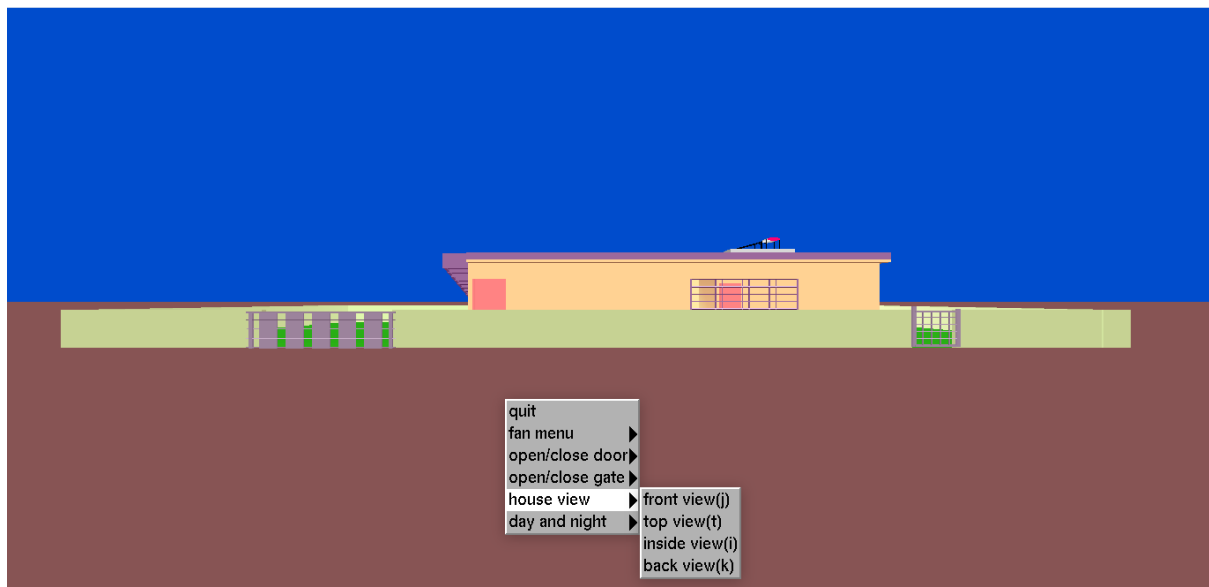 quit
fan menu
open/close door
open/close gate
house view
day and night
front view(j)
top view(t)
inside view(i)
back view(k)